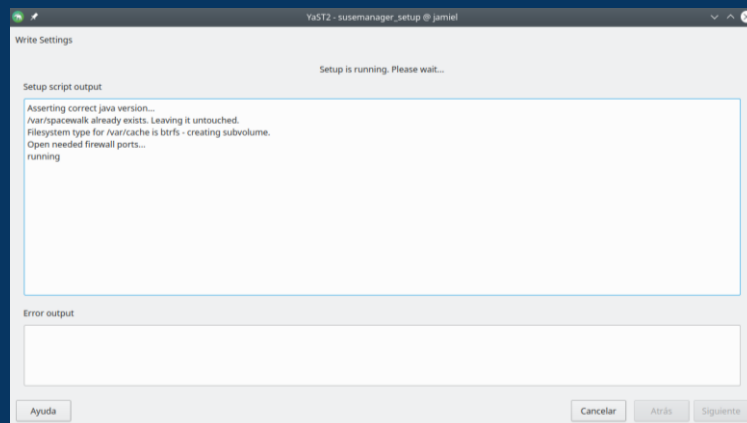 YaST2 - susemanager_setup @ jamiel
Write Settings
Setup is running. Please wait...
Setup script output
Asserting correct java version...
/var/spacewalk already exists. Leaving it untouched.
Filesystem type for /var/cache is btrfs - creating subvolume.
Open needed firewall ports...
running
Error output
Ayuda
Cancelar
Atrás
Siguiente